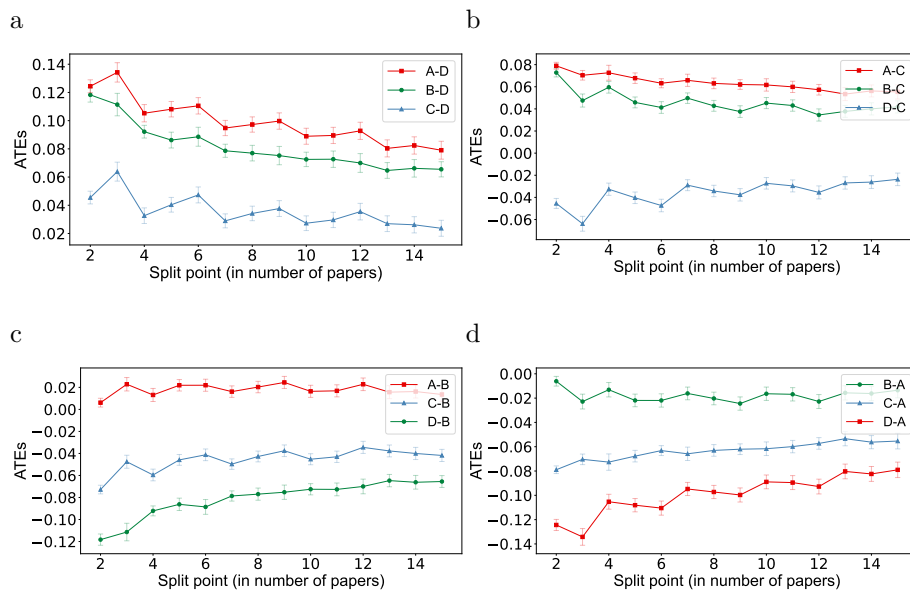 a
0.14
0.12
0.10
0.08
0.06
0.04
0.02
ATEs
A-D
B-D
C-D
2 4 6 8 10 12 14
Split point (in number of papers)
b
0.08
0.06
0.04
0.02
0.00
−0.02
−0.04
−0.06
ATEs
A-C
B-C
D-C
2 4 6 8 10 12 14
Split point (in number of papers)
c
0.02
0.00
−0.02
−0.04
−0.06
−0.08
−0.10
−0.12
ATEs
A-B
C-B
D-B
2 4 6 8 10 12 14
Split point (in number of papers)
d
−0.00
−0.02
−0.04
−0.06
−0.08
−0.10
−0.12
−0.14
ATEs
B-A
C-A
D-A
2 4 6 8 10 12 14
Split point (in number of papers)